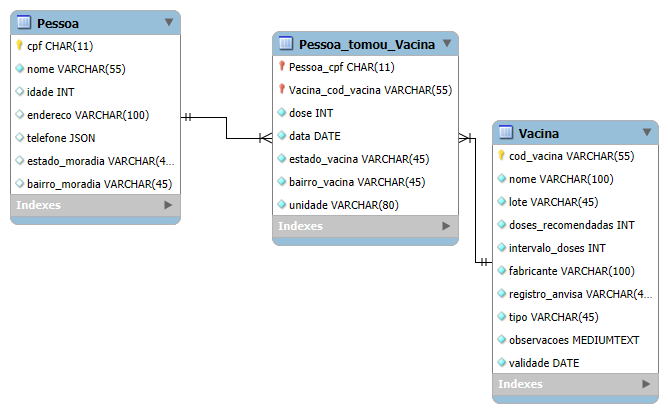 Pessoa
cpf CHAR(11)
nome VARCHAR(55)
idade INT
endereco VARCHAR(100)
telefone JSON
estado_moradia VARCHAR(4...
bairro_moradia VARCHAR(45)
Indexes
Pessoa_tomou_Vacina
Pessoa_cpf CHAR(11)
Vacina_cod_vacina VARCHAR(55)
dose INT
data DATE
estado_vacina VARCHAR(45)
bairro_vacina VARCHAR(45)
unidade VARCHAR(80)
Indexes
Vacina
cod_vacina VARCHAR(55)
nome VARCHAR(100)
lote VARCHAR(45)
doses_recomendadas INT
intervalo_doses INT
fabricante VARCHAR(100)
registro_anvisa VARCHAR(4...
tipo VARCHAR(45)
observacoes MEDIUMTEXT
validade DATE
Indexes